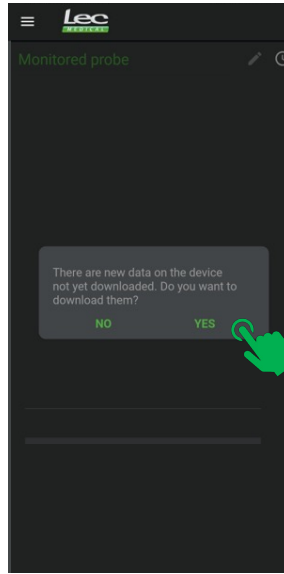 Lec
MEDICAL
Monitored probe
There are new data on the device
not yet downloaded. Do you want to
download them?
NO YES